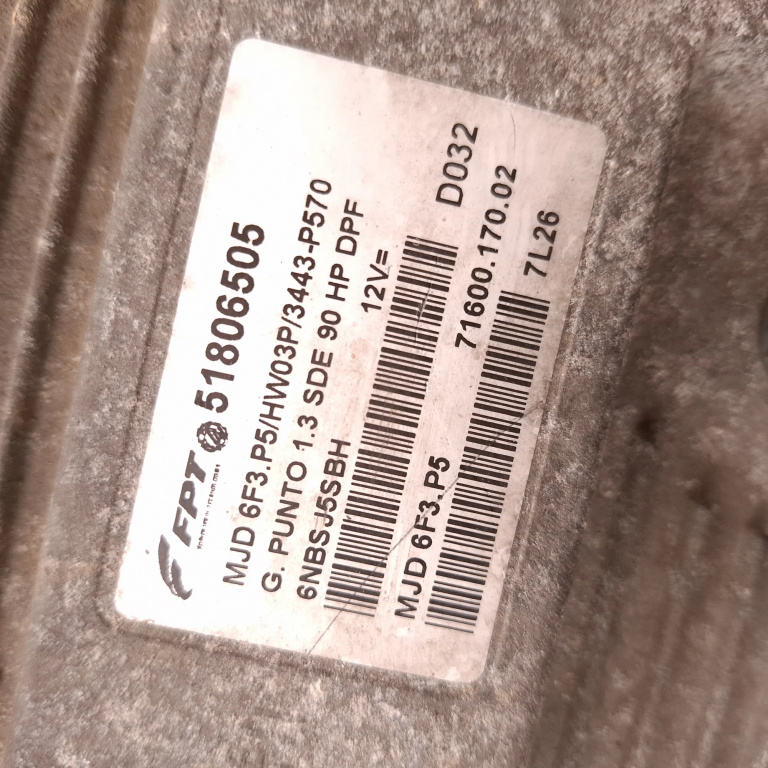 FPT 51806505
MJD 6F3.P5/HW03P/3443-P570
G. PUNTO 1.3 SDE 90 HP DPF
6NBSJ5SBH 12V=
D032
MJD 6F3.P5 71600.170.02
7L26